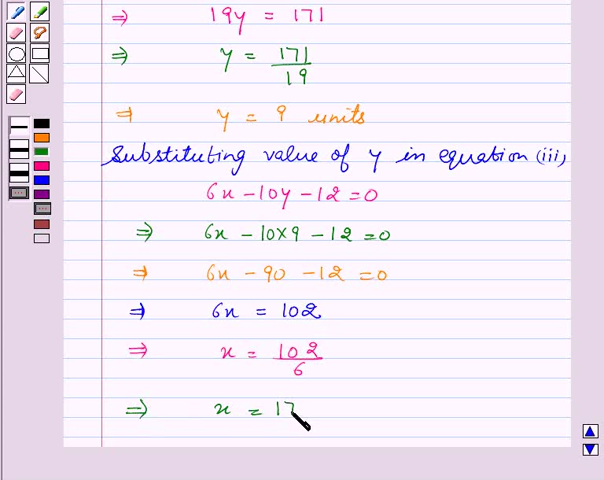 ⇒ 19y = 171
⇒ y = 171/19
⇒ y = 9 units
Substituting value of y in equation (iii),
6x - 10y - 12 = 0
⇒ 6x - 10×9 - 12 = 0
⇒ 6x - 90 - 12 = 0
⇒ 6x = 102
⇒ x = 102/6
⇒ x = 17